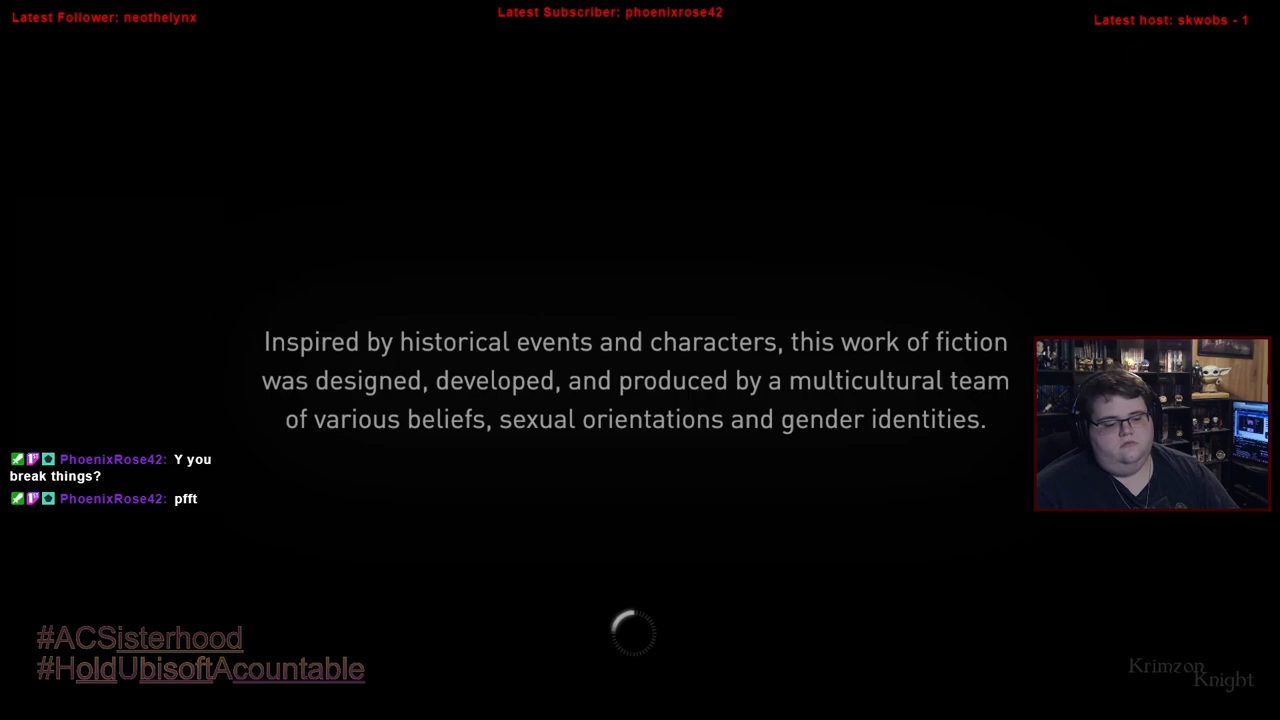 Latest Follower: neothelynx
Latest Subscriber: phoenixrose42
Latest host: skwobs - 1
Inspired by historical events and characters, this work of fiction
was designed, developed, and produced by a multicultural team
of various beliefs, sexual orientations and gender identities.
PhoenixRose42: Y you
break things?
PhoenixRose42: pfft
#ACSisterhood
#HoldUbisoftAcountable
Krimzon
Knight